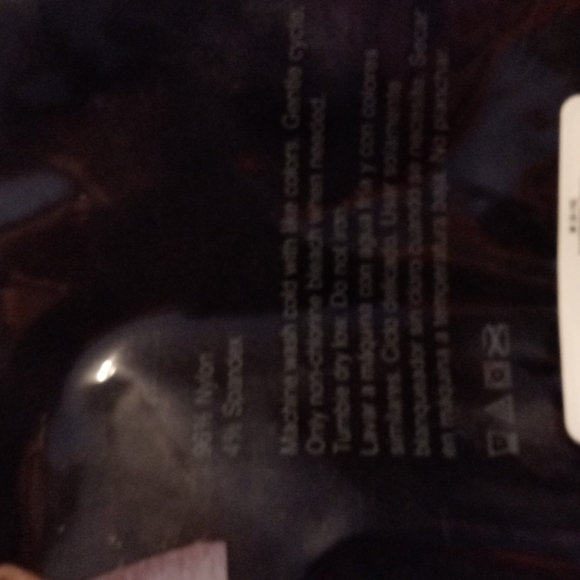 96% Nylon
4% Spandex
Machine wash cold with like colors. Gentle cycle.
Only non-chlorine bleach when needed.
Tumble dry low. Do not iron.
Lavar a máquina con agua fría y con colores
similares. Ciclo delicado. Usar solamente
blanqueador sin cloro cuando se necesite. Secar
en máquina a temperatura baja. No planchar